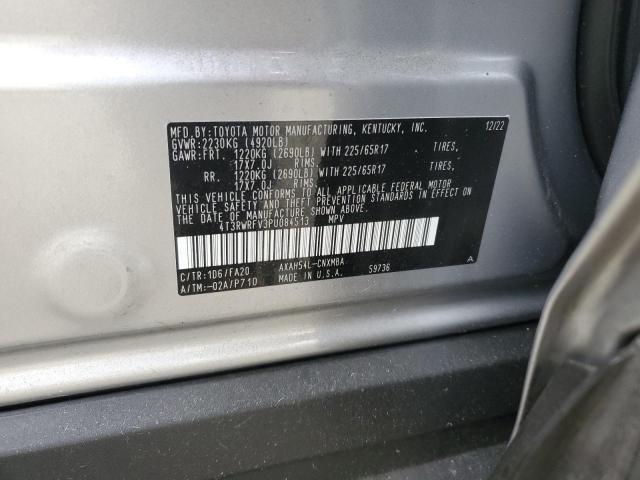 MFD.BY:TOYOTA MOTOR MANUFACTURING, KENTUCKY, INC. 12/22
GVWR:2230KG (4920LB)
GAWR:FRT. 1220KG (2690LB) WITH 225/65R17 TIRES,
17X7.0J RIMS,
RR. 1220KG (2690LB) WITH 225/65R17 TIRES,
17X7.0J RIMS
THIS VEHICLE CONFORMS TO ALL APPLICABLE FEDERAL MOTOR
VEHICLE SAFETY AND THEFT PREVENTION STANDARDS IN EFFECT ON
THE DATE OF MANUFACTURE SHOWN ABOVE.
4T3RWRFV3PU084513 MPV
C/TR:1D6/FA20 AXAH54L-CNXMBA
A/TM:-02A/P710 MADE IN U.S.A. S9736 A